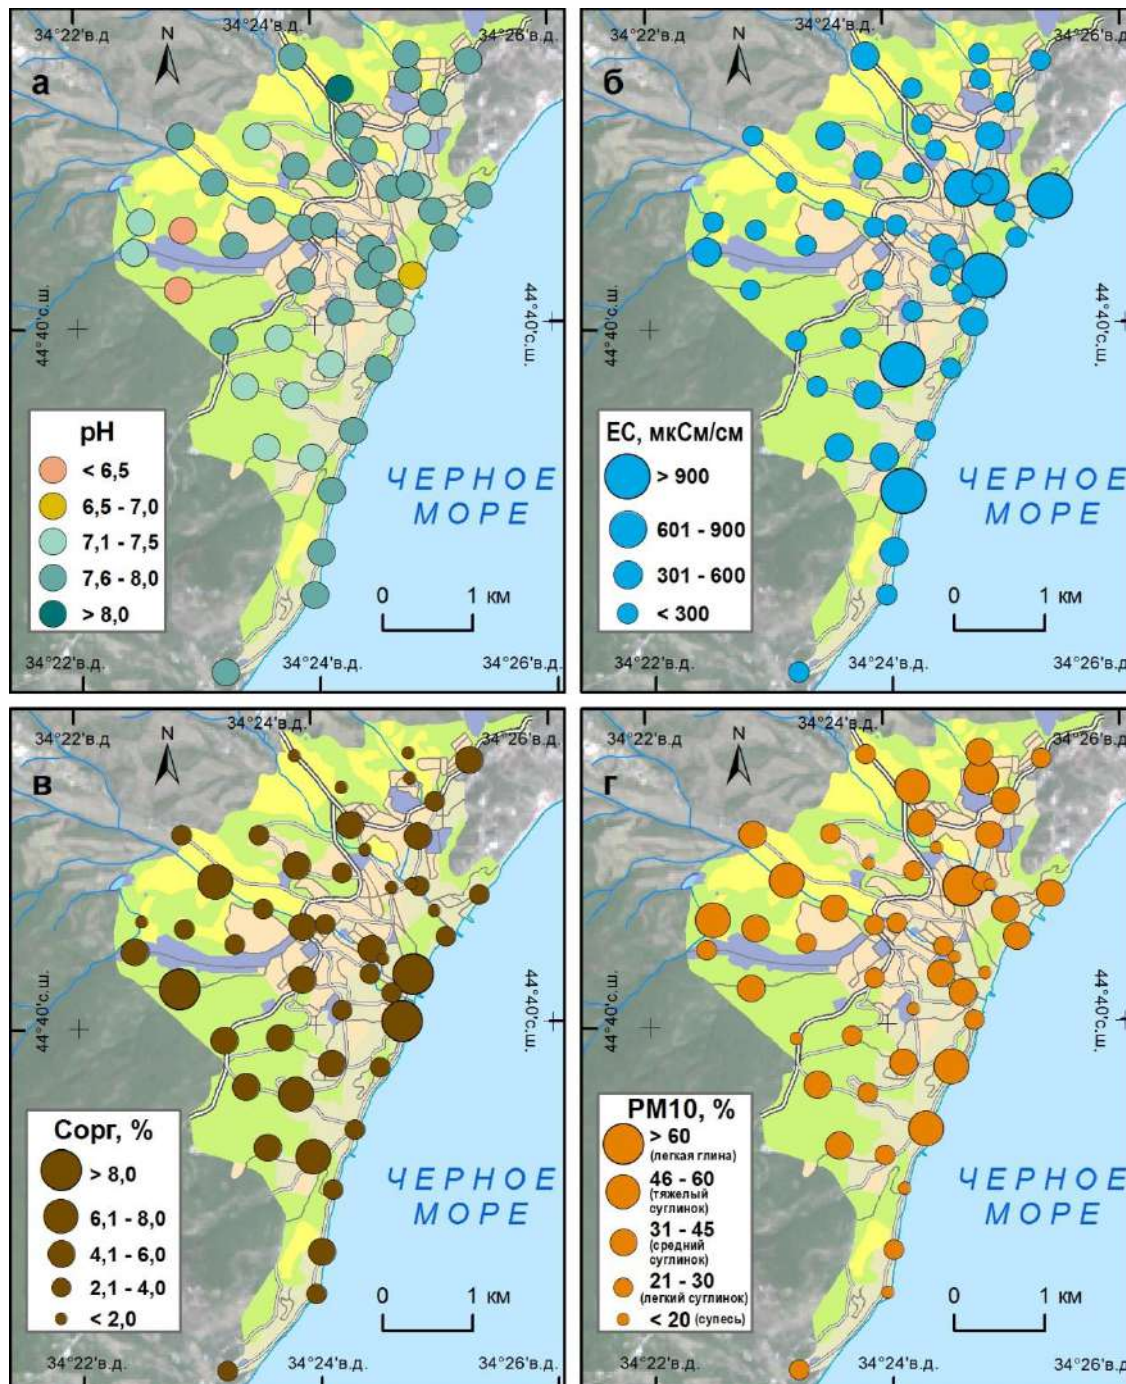 34°22'в.д.
34°24'в.д.
34°26'в.д
N
а
44°40'с.ш.
44°40'с.ш.
pH
< 6,5
6,5 - 7,0
7,1 - 7,5
7,6 - 8,0
> 8,0
ЧЕРНОЕ
МОРЕ
0 1 км
34°22'в.д.
34°24'в.д.
34°26'в.д.
34°22'в.д.
34°24'в.д.
34°26'в.д
N
б
44°40'с.ш.
44°40'с.ш.
EC, мкСм/см
> 900
601 - 900
301 - 600
< 300
ЧЕРНОЕ
МОРЕ
0 1 км
34°22'в.д.
34°24'в.д.
34°26'в.д.
34°22'в.д
34°24'в.д.
34°26'в.д.
N
в
44°40'с.ш.
44°40'с.ш.
Сорг, %
> 8,0
6,1 - 8,0
4,1 - 6,0
2,1 - 4,0
< 2,0
ЧЕРНОЕ
МОРЕ
0 1 км
34°22'в.д.
34°24'в.д.
34°26'в.д.
34°22'в.д
34°24'в.д.
34°26'в.д.
N
г
44°40'с.ш.
44°40'с.ш.
PM10, %
> 60
(легкая глина)
46 - 60
(тяжелый
суглинок)
31 - 45
(средний
суглинок)
21 - 30
(легкий суглинок)
< 20 (супесь)
ЧЕРНОЕ
МОРЕ
0 1 км
34°22'в.д.
34°24'в.д.
34°26'в.д.